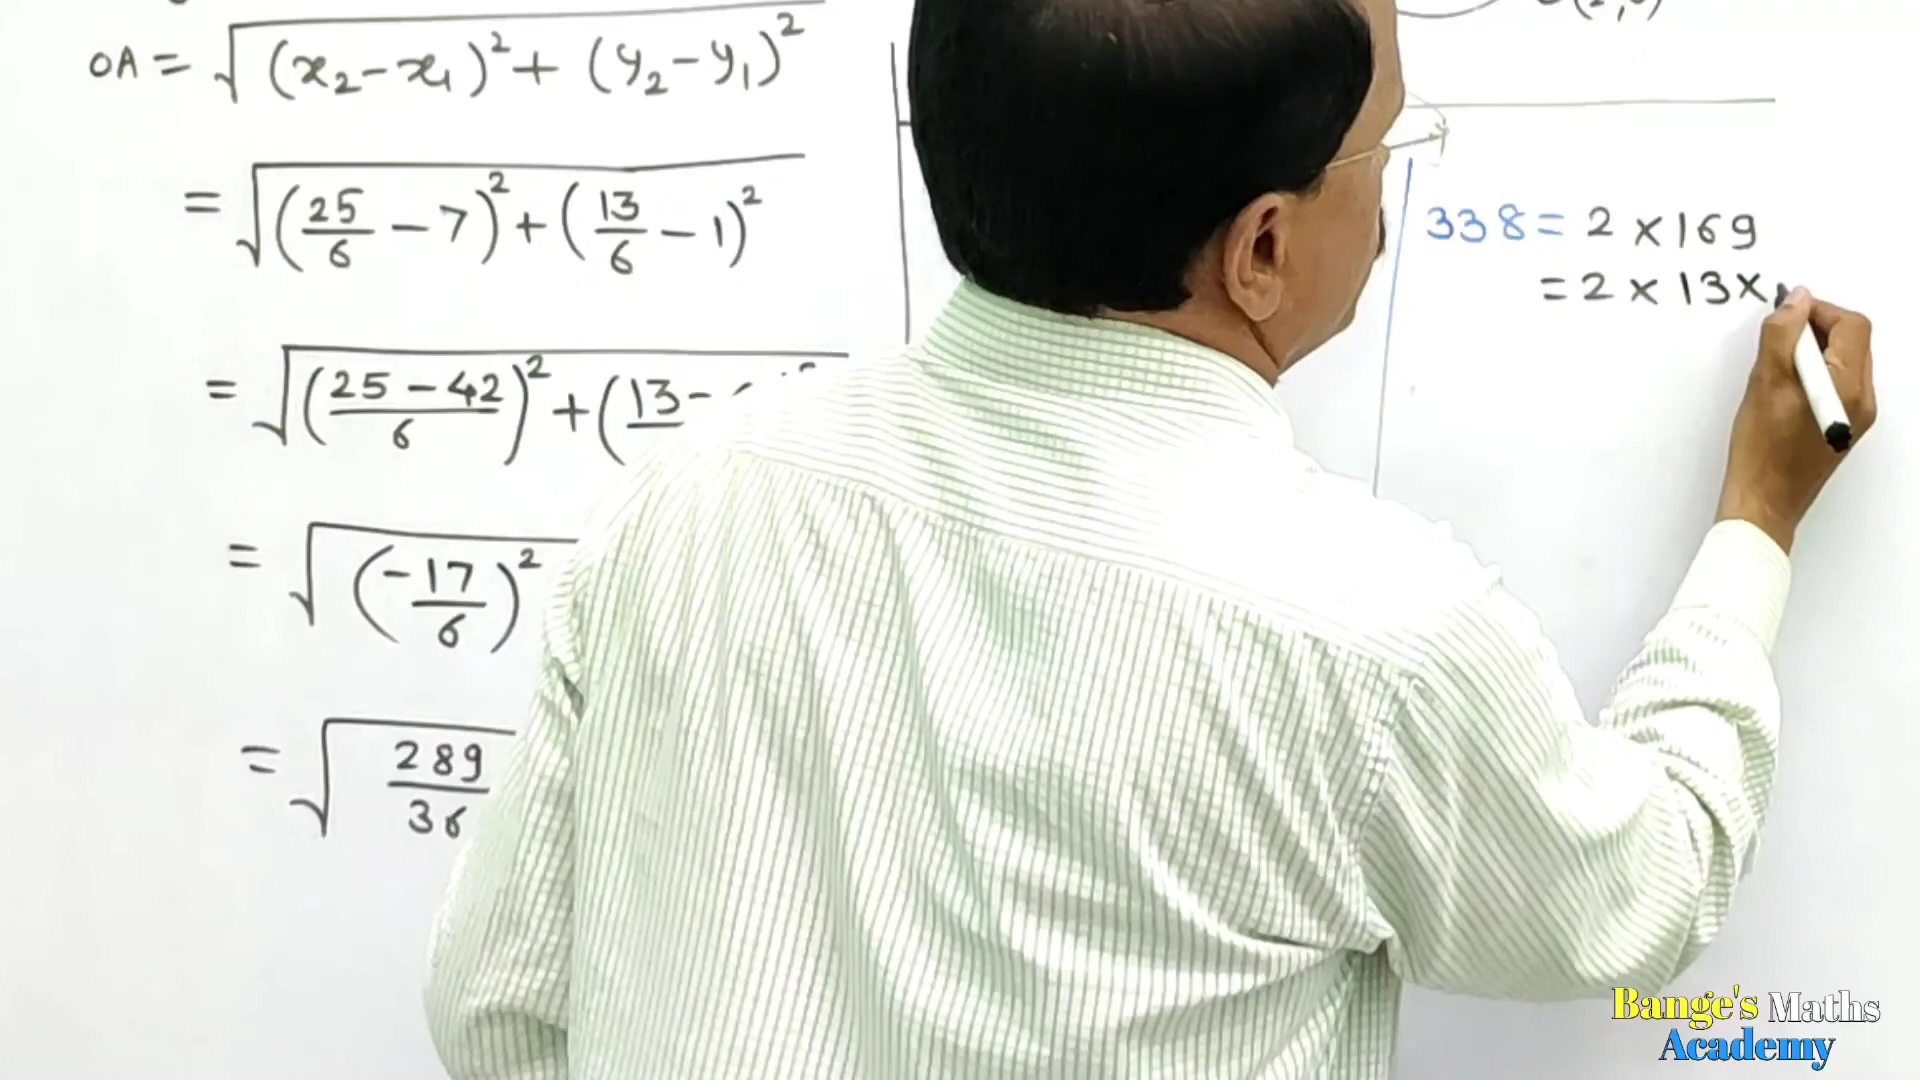 OA = √(x₂-x₁)² + (y₂-y₁)²
= √(25/6 - 7)² + (13/6 - 1)²
= √((25-42)/6)² + (13-
= √(-17/6)²
= √289/36
338 = 2 × 169
= 2 × 13 ×
Bange's Maths
Academy